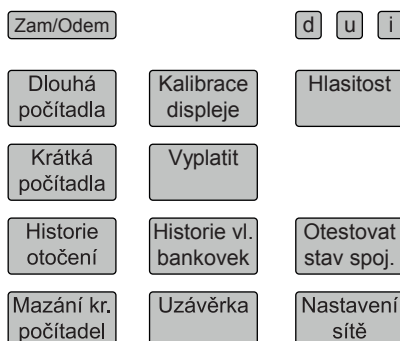 Zam/Odem d u i
Dlouhá Kalibrace Hlasitost
počítadla displeje
Krátká Vyplatit
počítadla
Historie Historie vl. Otestovat
otočení bankovek stav spoj.
Mazání kr. Uzávěrka Nastavení
počítadel sítě